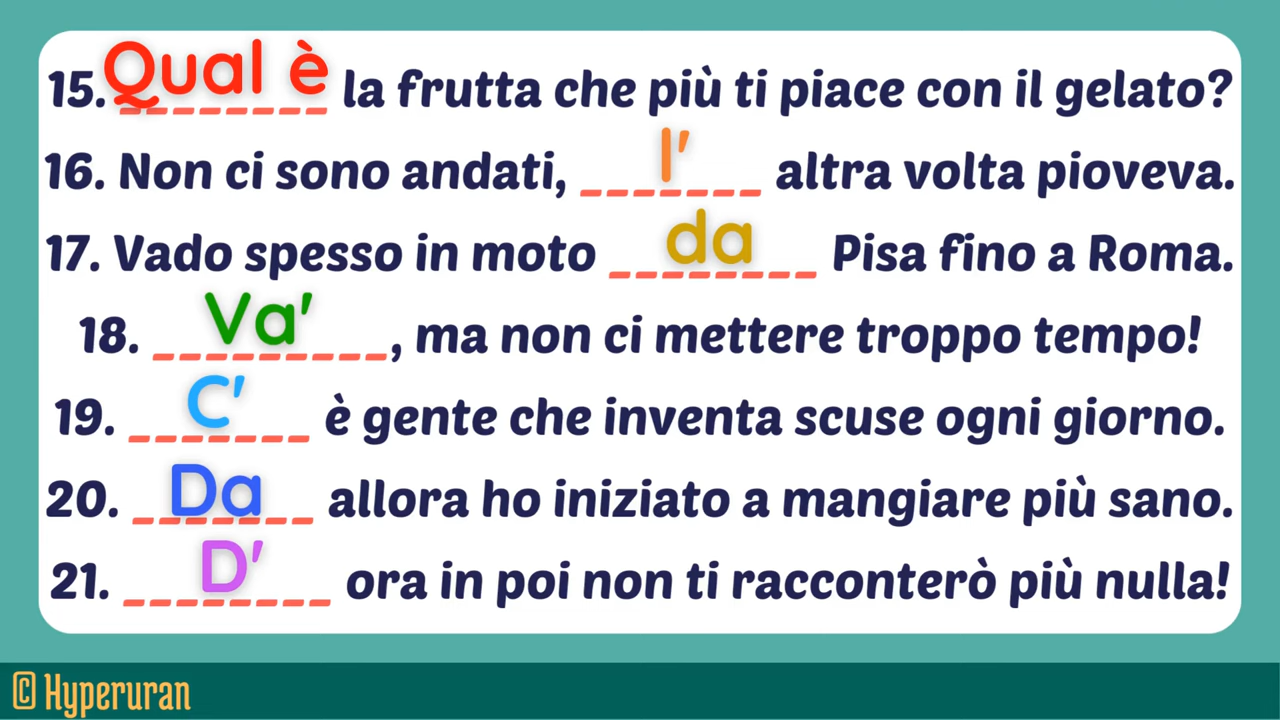 15. Qual è la frutta che più ti piace con il gelato?
16. Non ci sono andati, l' altra volta pioveva.
17. Vado spesso in moto da Pisa fino a Roma.
18. Va', ma non ci mettere troppo tempo!
19. C' è gente che inventa scuse ogni giorno.
20. Da allora ho iniziato a mangiare più sano.
21. D' ora in poi non ti racconterò più nulla!
© Hyperuran